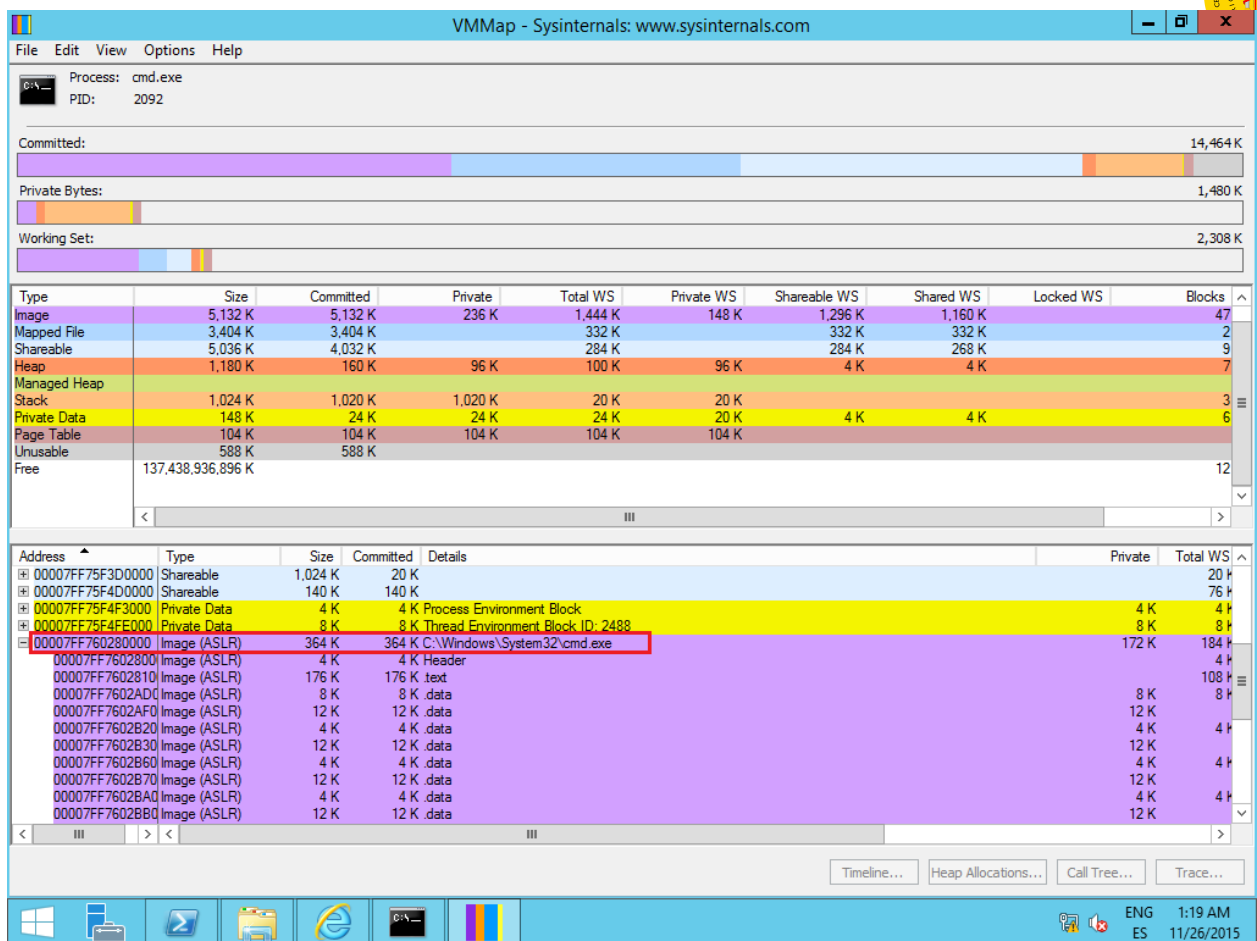 VMMap - Sysinternals: www.sysinternals.com
File Edit View Options Help
Process: cmd.exe
PID: 2092
Committed: 14,464 K
Private Bytes: 1,480 K
Working Set: 2,308 K
Type Size Committed Private Total WS Private WS Shareable WS Shared WS Locked WS Blocks
Image 5,132 K 5,132 K 236 K 1,444 K 148 K 1,296 K 1,160 K 47
Mapped File 3,404 K 3,404 K 332 K 332 K 332 K 2
Shareable 5,036 K 4,032 K 284 K 284 K 268 K 9
Heap 1,180 K 160 K 96 K 100 K 96 K 4 K 4 K 7
Managed Heap
Stack 1,024 K 1,020 K 1,020 K 20 K 20 K 3
Private Data 148 K 24 K 24 K 24 K 20 K 4 K 4 K 6
Page Table 104 K 104 K 104 K 104 K 104 K
Unusable 588 K 588 K
Free 137,438,936,896 K 12
Address Type Size Committed Details Private Total WS
00007FF75F3D0000 Shareable 1,024 K 20 K 20 K
00007FF75F4D0000 Shareable 140 K 140 K 76 K
00007FF75F4F3000 Private Data 4 K 4 K Process Environment Block 4 K 4 K
00007FF75F4FE000 Private Data 8 K 8 K Thread Environment Block ID: 2488 8 K 8 K
00007FF760280000 Image (ASLR) 364 K 364 K C:\Windows\System32\cmd.exe 172 K 184 K
00007FF7602800 Image (ASLR) 4 K 4 K Header 4 K
00007FF7602810 Image (ASLR) 176 K 176 K .text 108 K
00007FF7602AD0 Image (ASLR) 8 K 8 K .data 8 K 8 K
00007FF7602AF0 Image (ASLR) 12 K 12 K .data 12 K
00007FF7602B20 Image (ASLR) 4 K 4 K .data 4 K 4 K
00007FF7602B30 Image (ASLR) 12 K 12 K .data 12 K
00007FF7602B60 Image (ASLR) 4 K 4 K .data 4 K 4 K
00007FF7602B70 Image (ASLR) 12 K 12 K .data 12 K
00007FF7602BA0 Image (ASLR) 4 K 4 K .data 4 K 4 K
00007FF7602BB0 Image (ASLR) 12 K 12 K .data 12 K
Timeline... Heap Allocations... Call Tree... Trace...
ENG 1:19 AM
ES 11/26/2015